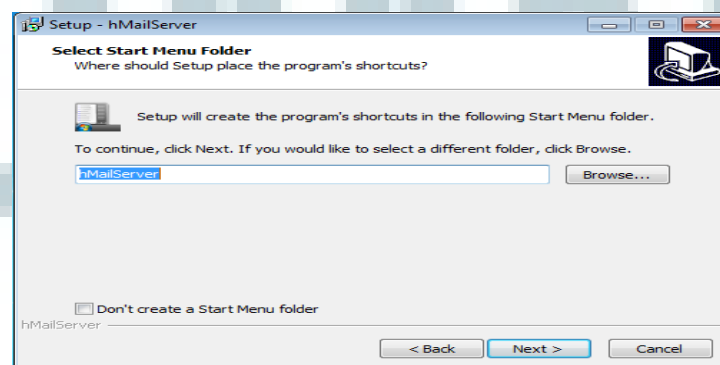 Setup - hMailServer
Select Start Menu Folder
Where should Setup place the program's shortcuts?
Setup will create the program's shortcuts in the following Start Menu folder.
To continue, click Next. If you would like to select a different folder, click Browse.
hMailServer
Browse...
Don't create a Start Menu folder
hMailServer
< Back
Next >
Cancel